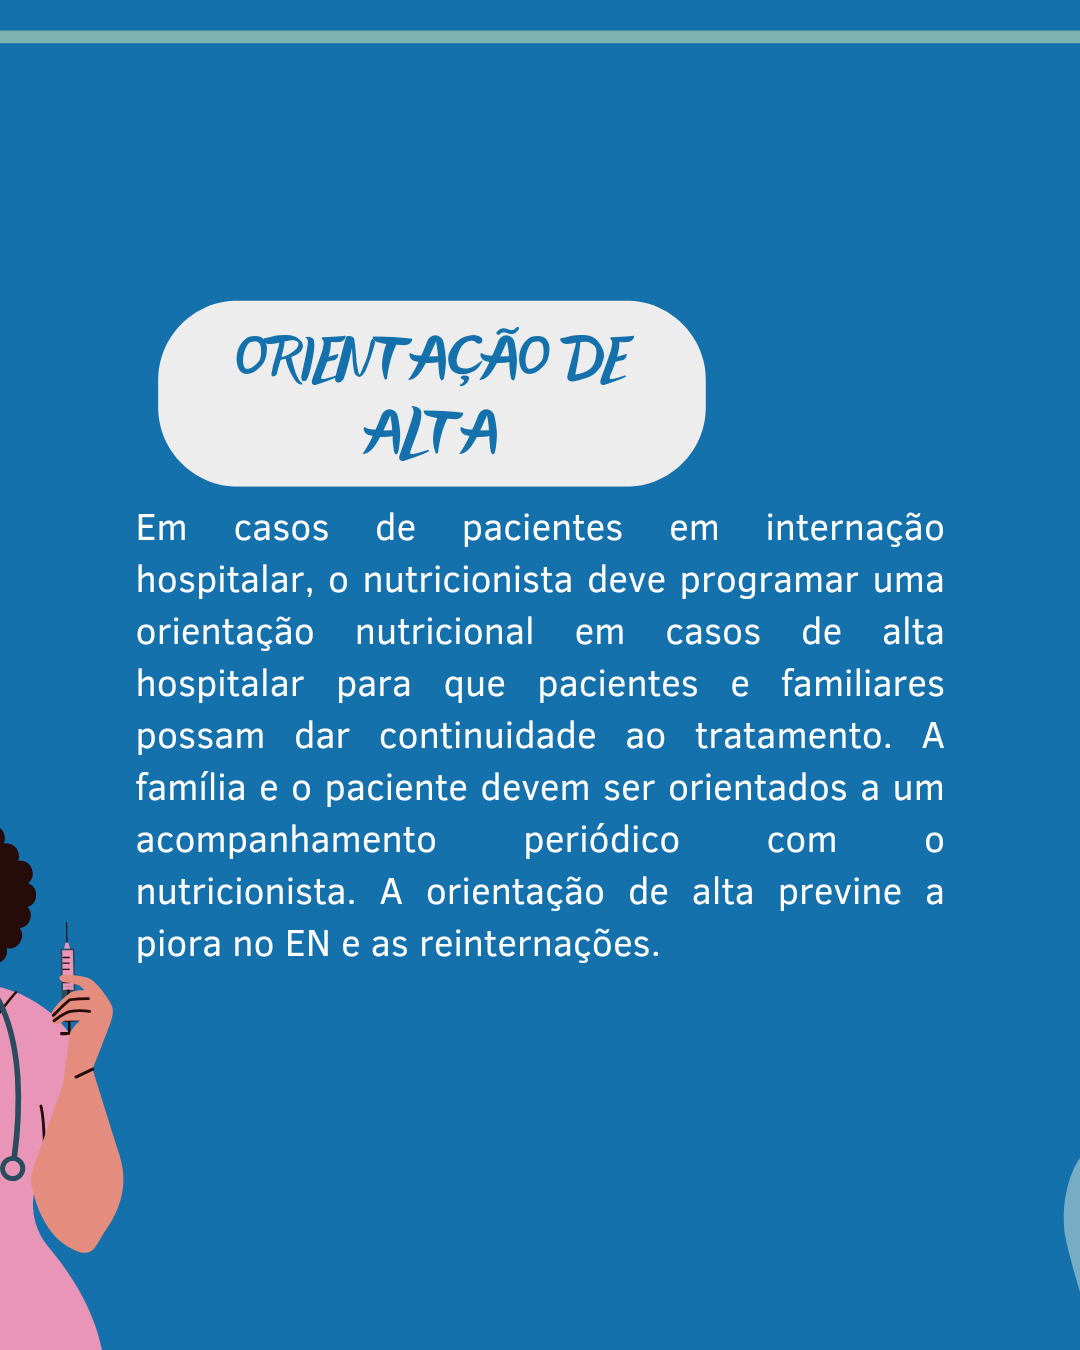 ORIENTAÇÃO DE
ALTA
Em casos de pacientes em internação
hospitalar, o nutricionista deve programar uma
orientação nutricional em casos de alta
hospitalar para que pacientes e familiares
possam dar continuidade ao tratamento. A
família e o paciente devem ser orientados a um
acompanhamento periódico com o
nutricionista. A orientação de alta previne a
piora no EN e as reinternações.